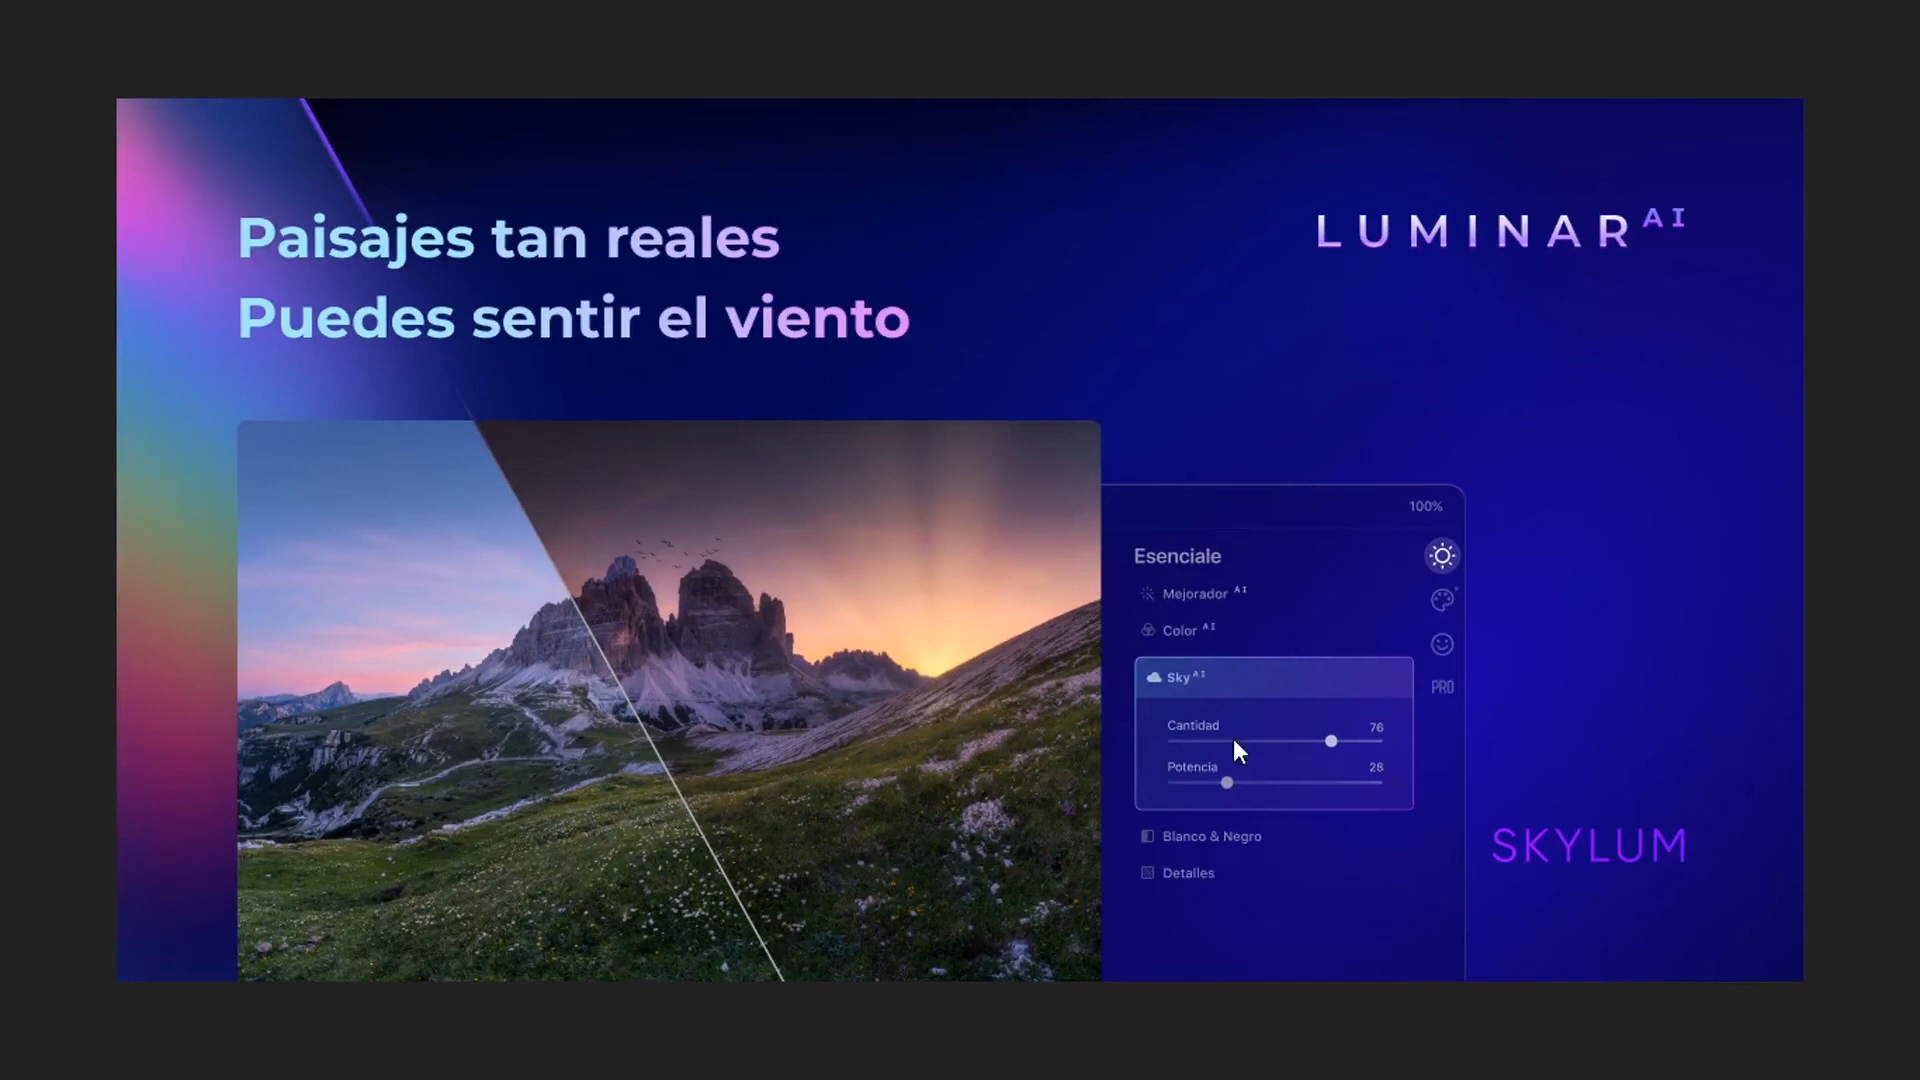 Paisajes tan reales
Puedes sentir el viento
LUMINAR AI
100%
Esenciale
Mejorador AI
Color AI
Sky AI
Cantidad 76
Potencia 28
Blanco & Negro
Detalles
PRO
SKYLUM